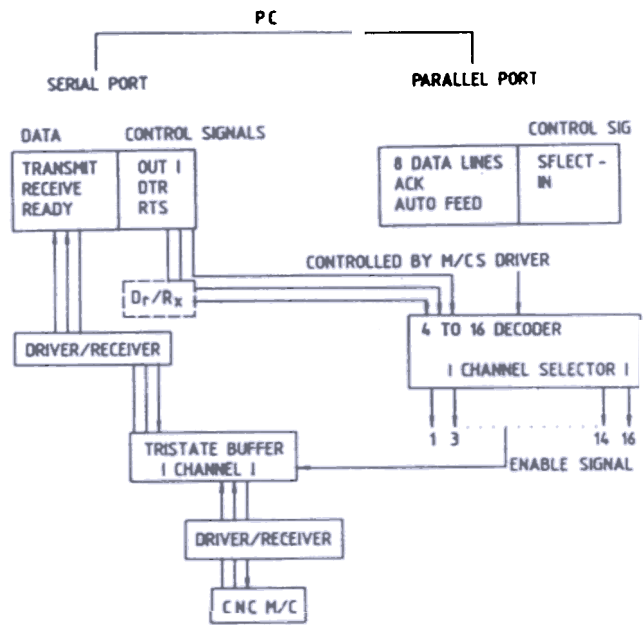 PC
SERIAL PORT
PARALLEL PORT
DATA
CONTROL SIGNALS
CONTROL SIG
TRANSMIT
RECEIVE
READY
OUT 1
DTR
RTS
8 DATA LINES
ACK
AUTO FEED
SFLECT -
IN
CONTROLLED BY M/CS DRIVER
Dr/Rx
DRIVER/RECEIVER
4 TO 16 DECODER
| CHANNEL SELECTOR |
1 3 14 16
ENABLE SIGNAL
TRISTATE BUFFER
| CHANNEL |
DRIVER/RECEIVER
CNC M/C